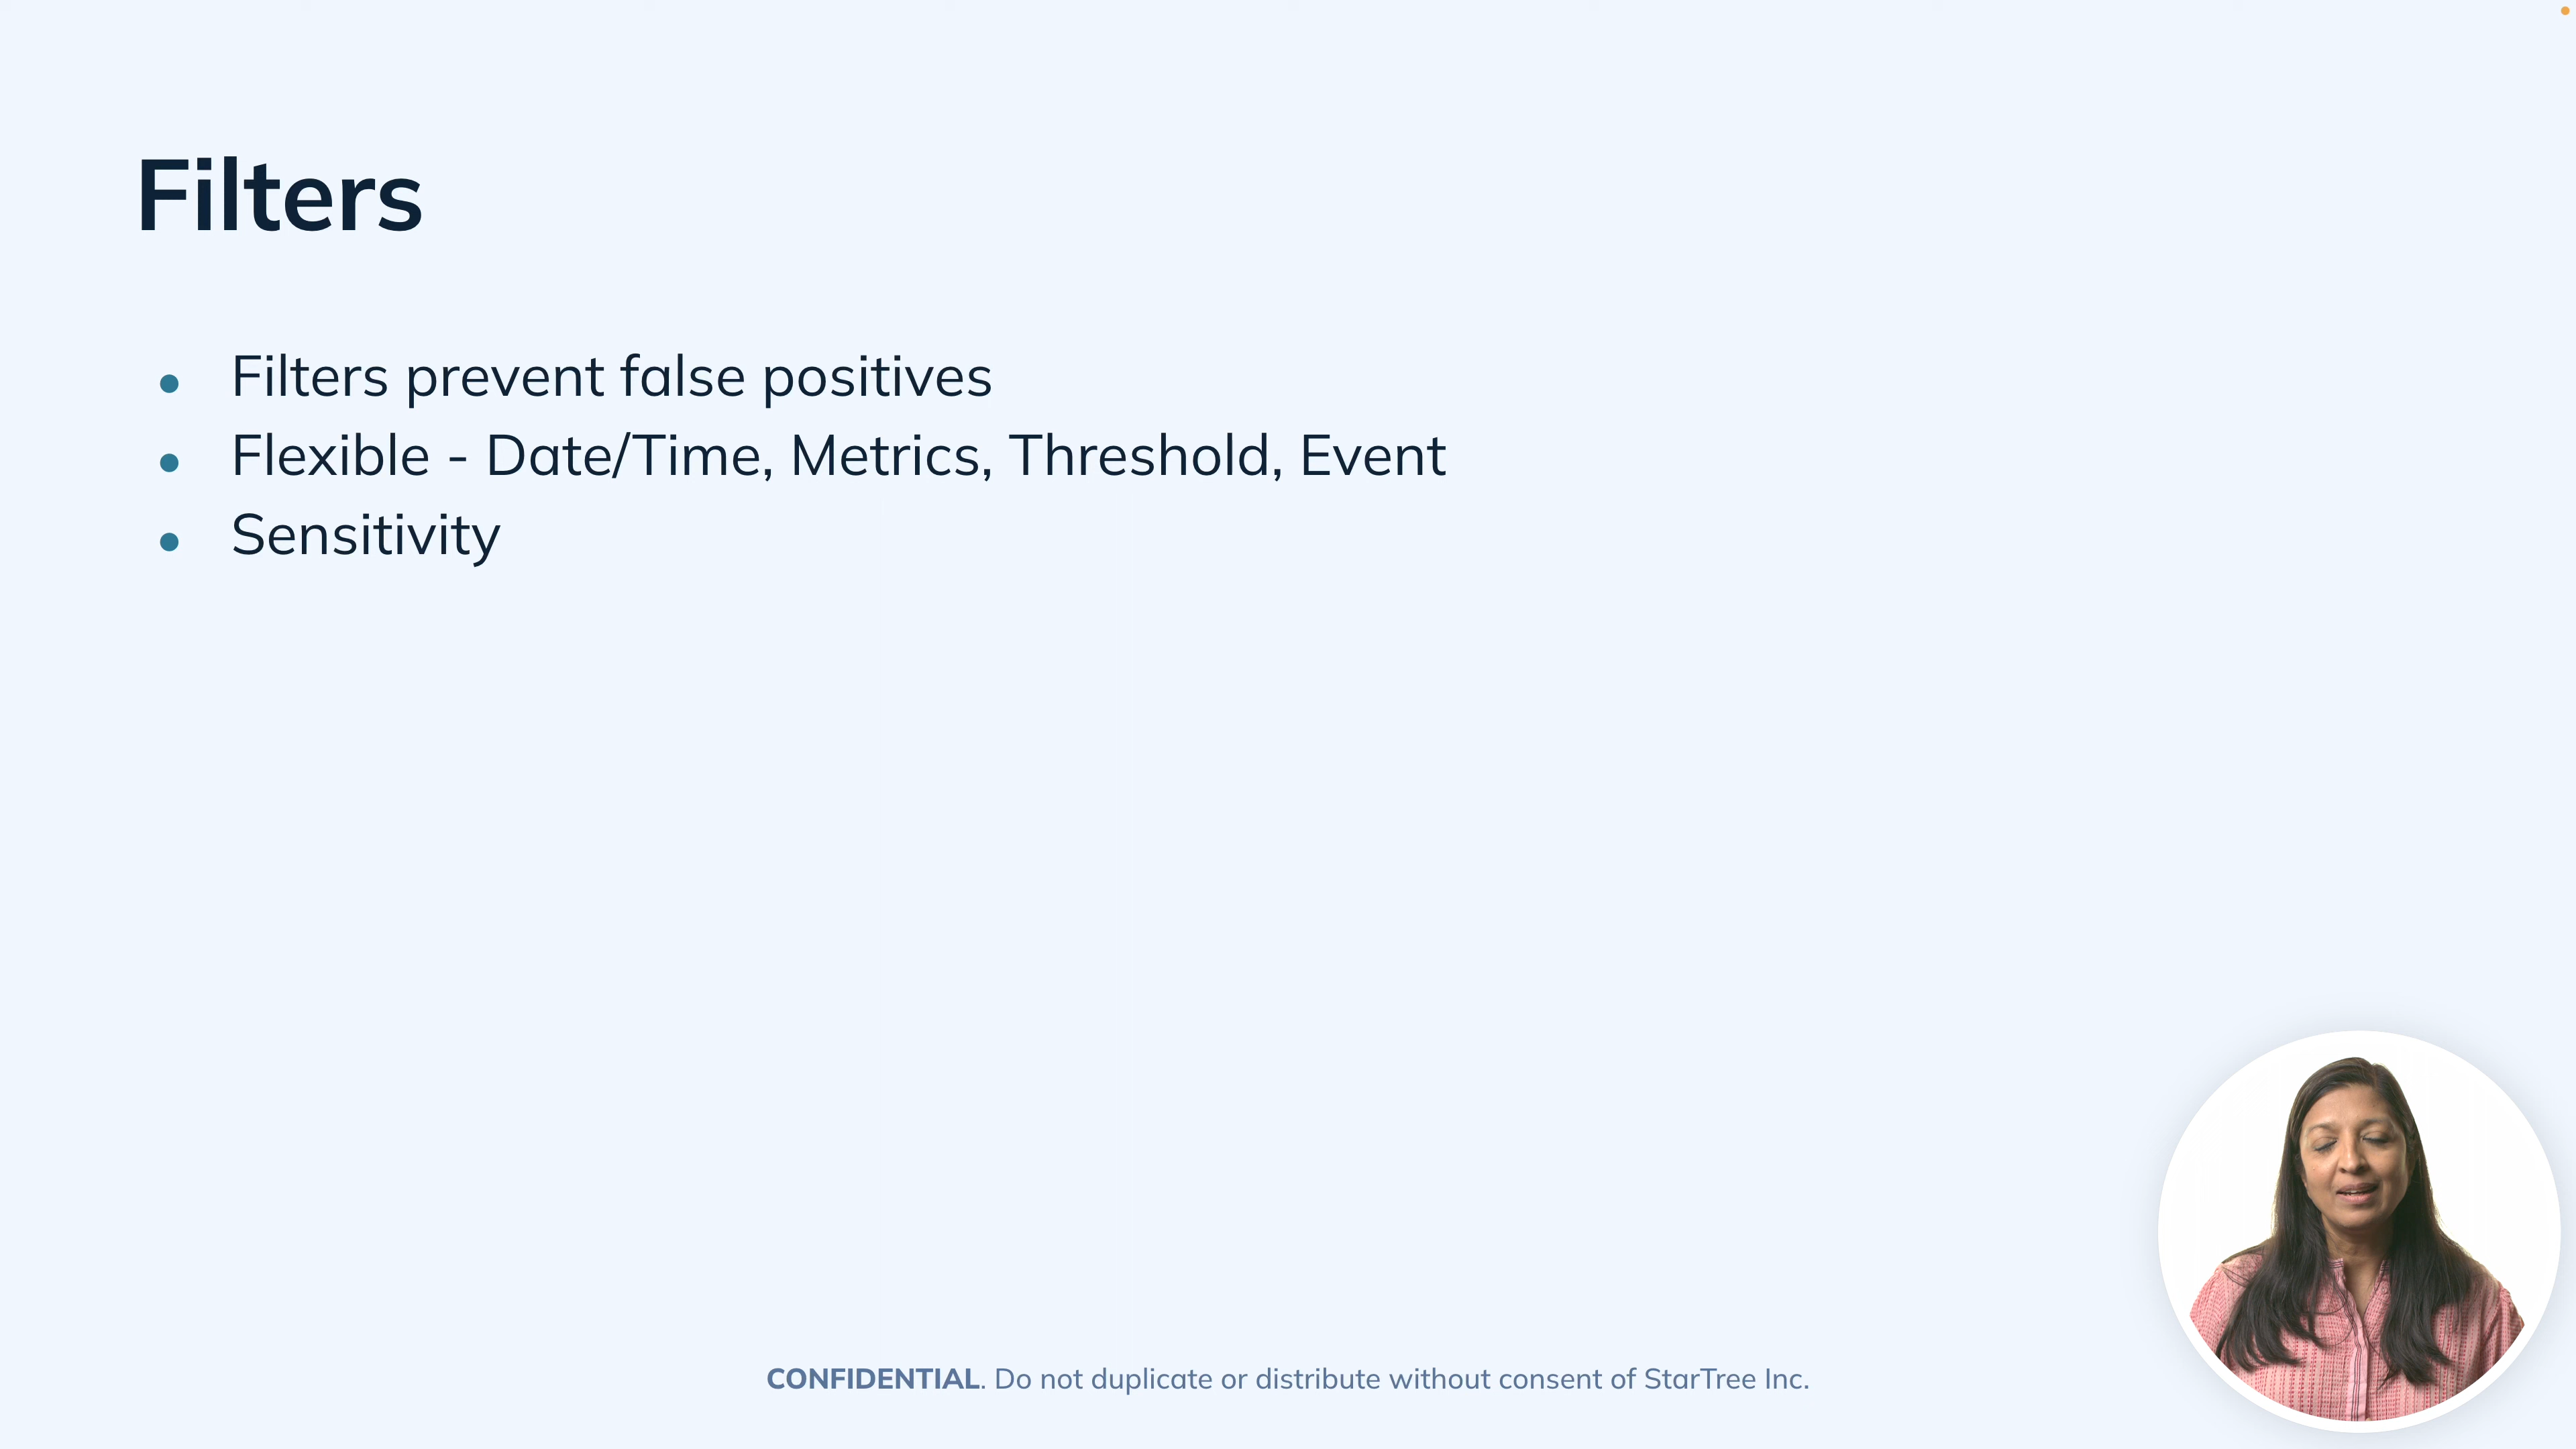 Filters
Filters prevent false positives
Flexible - Date/Time, Metrics, Threshold, Event
Sensitivity
CONFIDENTIAL. Do not duplicate or distribute without consent of StarTree Inc.